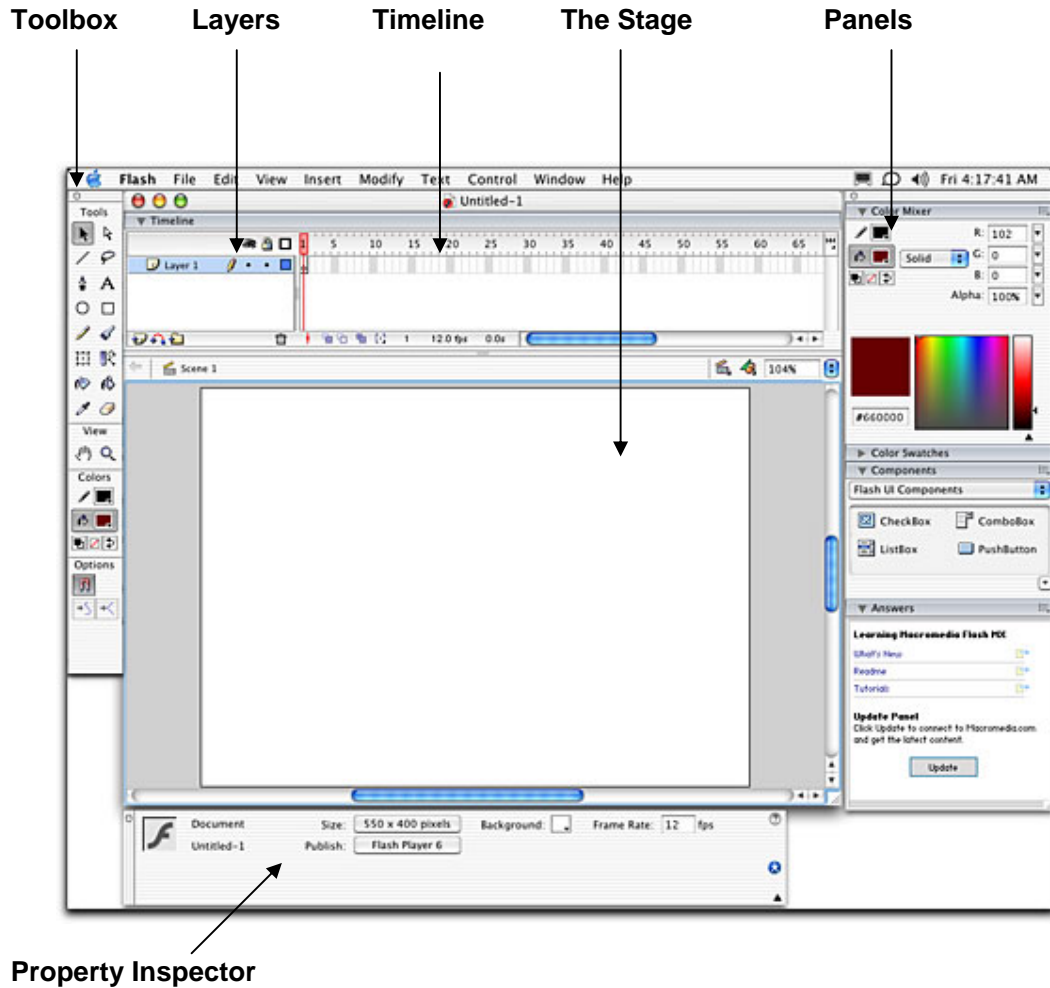 Toolbox Layers Timeline The Stage Panels
Flash File Edit View Insert Modify Text Control Window Help Fri 4:17:41 AM
Untitled-1
Tools
Timeline
1 5 10 15 20 25 30 35 40 45 50 55 60 65
Layer 1
A
1 12.0 fps 0.0s
Scene 1 104%
View
Colors
Options
Color Mixer
R: 102
Solid G: 0
B: 0
Alpha: 100%
#660000
Color Swatches
Components
Flash UI Components
CheckBox ComboBox
ListBox PushButton
Answers
Learning Macromedia Flash MX
What's New
Readme
Tutorials
Update Panel
Click Update to connect to Macromedia.com
and get the latest content.
Update
Document Size: 550 x 400 pixels Background: Frame Rate: 12 fps
Untitled-1 Publish: Flash Player 6
Property Inspector